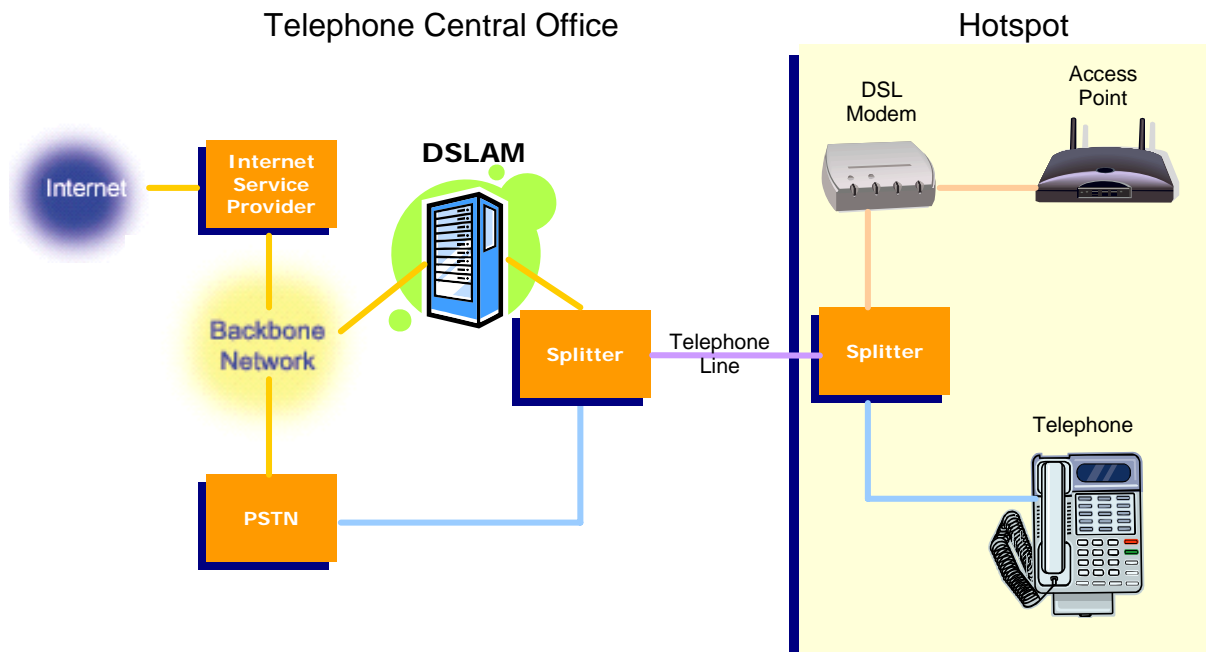 Telephone Central Office
Hotspot
DSL
Modem
Access
Point
DSLAM
Internet
Internet
Service
Provider
Backbone
Network
Splitter
Telephone
Line
Splitter
Telephone
PSTN